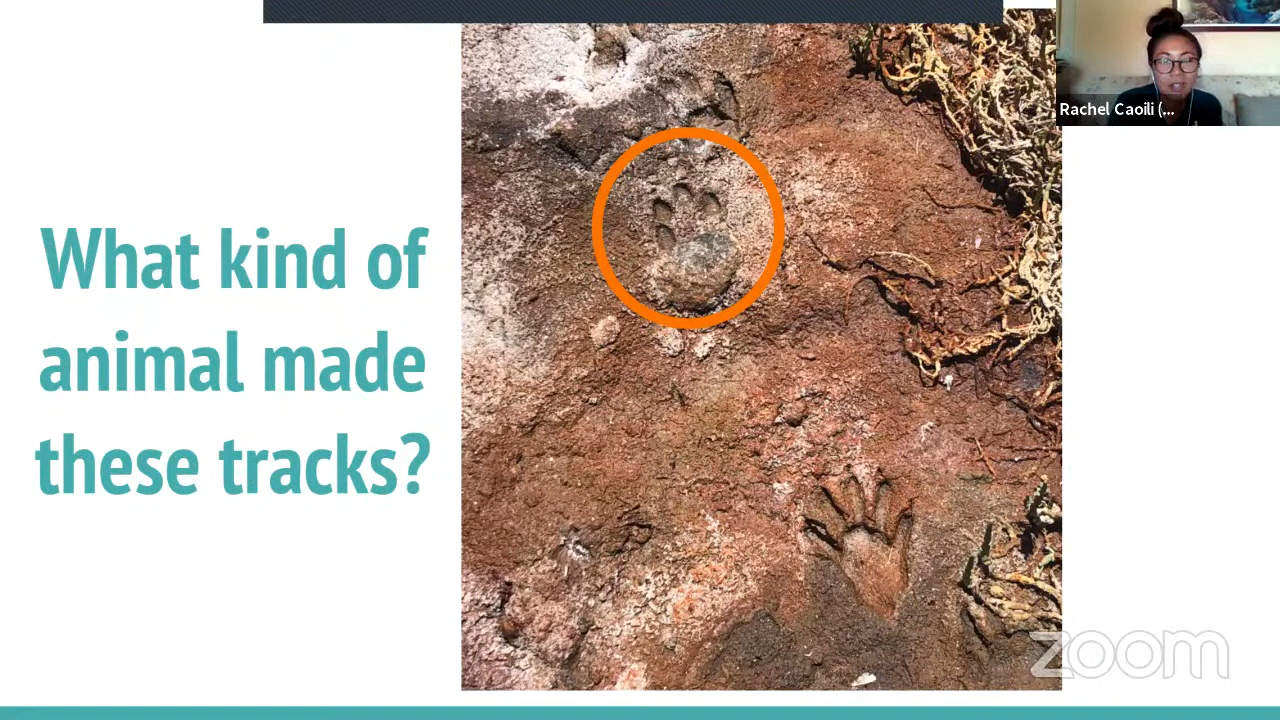 What kind of
animal made
these tracks?
Rachel Caoili (...
zoom